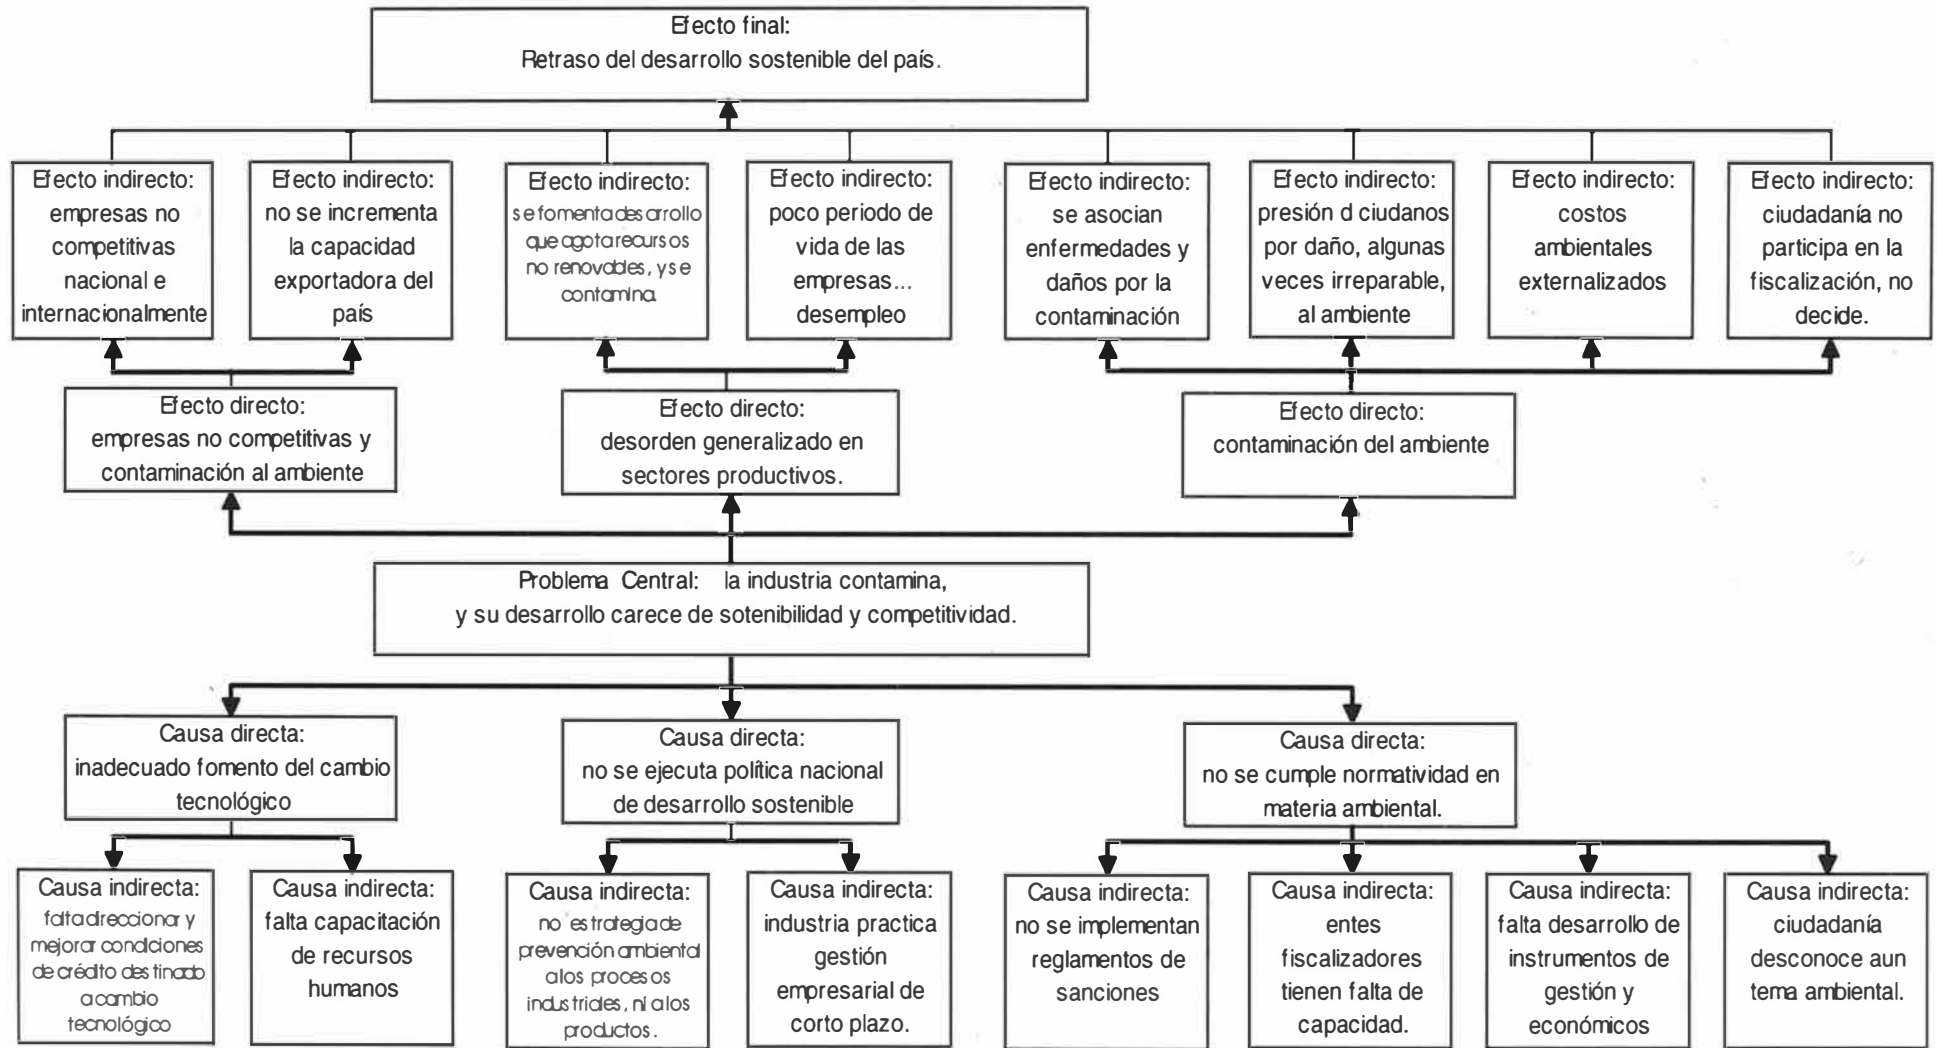 Efecto final:
Retraso del desarrollo sostenible del país.
Efecto indirecto:
empresas no
competitivas
nacional e
internacionalmente
Efecto indirecto:
no se incrementa
la capacidad
exportadora del
país
Efecto indirecto:
se fomenta desarrollo
que agota recursos
no renovables, y se
contamina.
Efecto indirecto:
poco periodo de
vida de las
empresas...
desempleo
Efecto indirecto:
se asocian
enfermedades y
daños por la
contaminación
Efecto indirecto:
presión d ciudanos
por daño, algunas
veces irreparable,
al ambiente
Efecto indirecto:
costos
ambientales
externalizados
Efecto indirecto:
ciudadanía no
participa en la
fiscalización, no
decide.
Efecto directo:
empresas no competitivas y
contaminación al ambiente
Efecto directo:
desorden generalizado en
sectores productivos.
Efecto directo:
contaminación del ambiente
Problema Central: la industria contamina,
y su desarrollo carece de sotenibilidad y competitividad.
Causa directa:
inadecuado fomento del cambio
tecnológico
Causa directa:
no se ejecuta política nacional
de desarrollo sostenible
Causa directa:
no se cumple normatividad en
materia ambiental.
Causa indirecta:
falta direccionar y
mejorar condiciones
de crédito destinado
a cambio
tecnológico
Causa indirecta:
falta capacitación
de recursos
humanos
Causa indirecta:
no estrategia de
prevención ambiental
a los procesos
industriales, ni a los
productos.
Causa indirecta:
industria practica
gestión
empresarial de
corto plazo.
Causa indirecta:
no se implementan
reglamentos de
sanciones
Causa indirecta:
entes
fiscalizadores
tienen falta de
capacidad.
Causa indirecta:
falta desarrollo de
instrumentos de
gestión y
económicos
Causa indirecta:
ciudadanía
desconoce aun
tema ambiental.